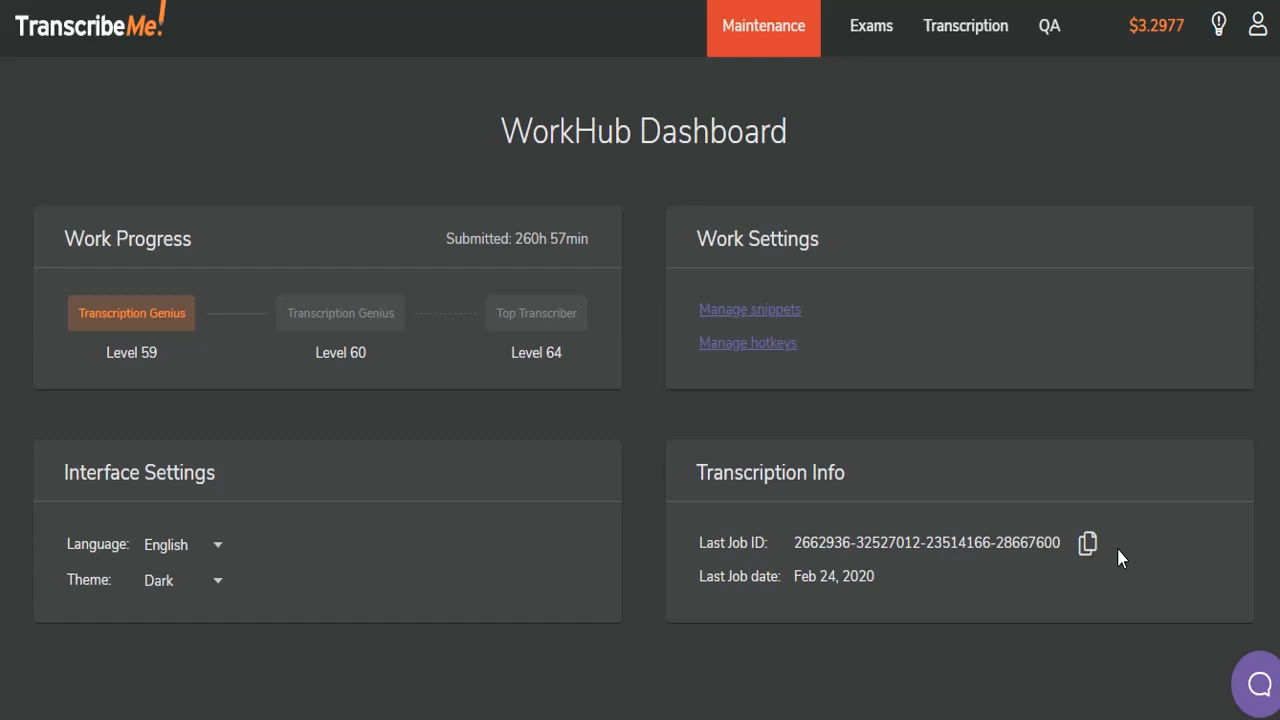 TranscribeMe!
Maintenance
Exams
Transcription
QA
$3.2977
WorkHub Dashboard
Work Progress
Submitted: 260h 57min
Transcription Genius
Transcription Genius
Top Transcriber
Level 59
Level 60
Level 64
Work Settings
Manage snippets
Manage hotkeys
Interface Settings
Language: English
Theme: Dark
Transcription Info
Last Job ID: 2662936-32527012-23514166-28667600
Last Job date: Feb 24, 2020